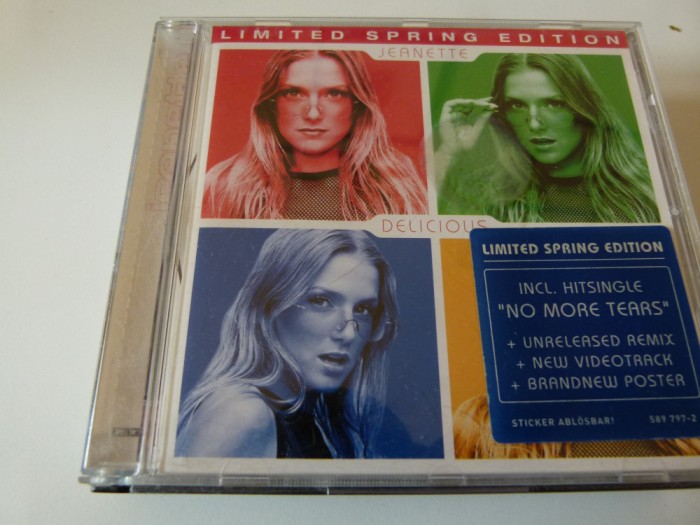 LIMITED SPRING EDITION
JEANETTE
DELICIOUS
LIMITED SPRING EDITION
INCL. HITSINGLE
"NO MORE TEARS"
+ UNRELEASED REMIX
+ NEW VIDEOTRACK
+ BRANDNEW POSTER
STICKER ABLÖSBAR! 589 797-2